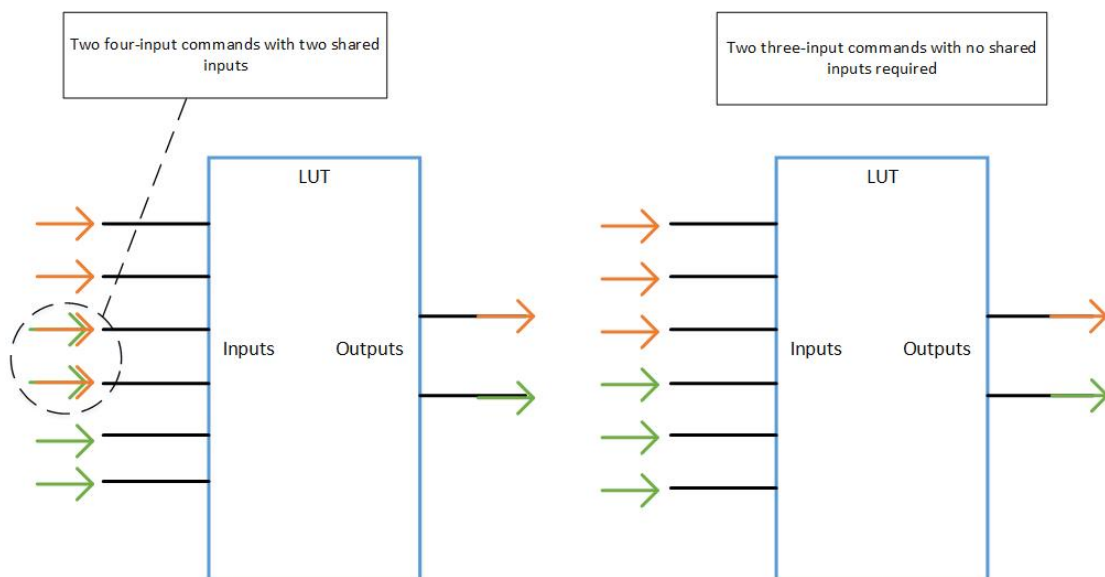 Two four-input commands with two shared
inputs
Two three-input commands with no shared
inputs required
LUT
LUT
Inputs
Outputs
Inputs
Outputs